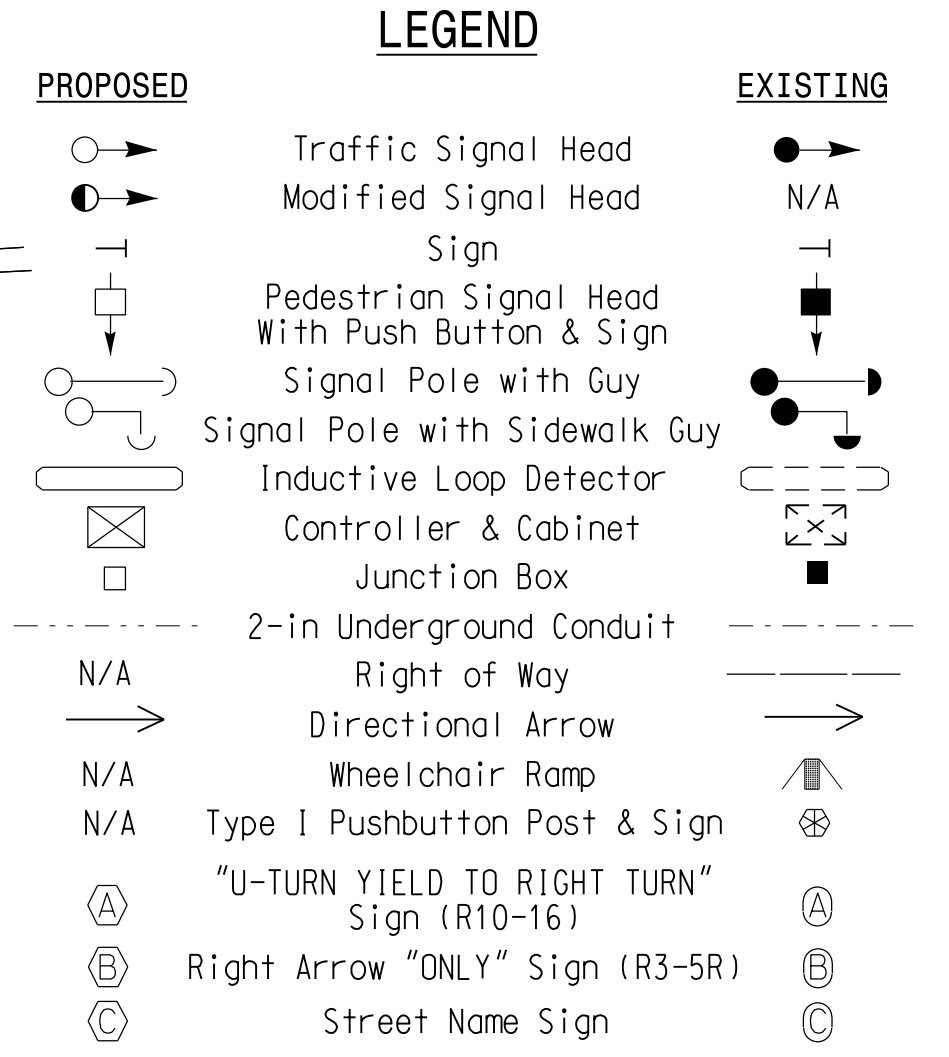 LEGEND
PROPOSED EXISTING
Traffic Signal Head
Modified Signal Head N/A
Sign
Pedestrian Signal Head
With Push Button & Sign
Signal Pole with Guy
Signal Pole with Sidewalk Guy
Inductive Loop Detector
Controller & Cabinet
Junction Box
2-in Underground Conduit
N/A Right of Way
Directional Arrow
N/A Wheelchair Ramp
N/A Type I Pushbutton Post & Sign
"U-TURN YIELD TO RIGHT TURN"
A Sign (R10-16) A
B Right Arrow "ONLY" Sign (R3-5R) B
C Street Name Sign C